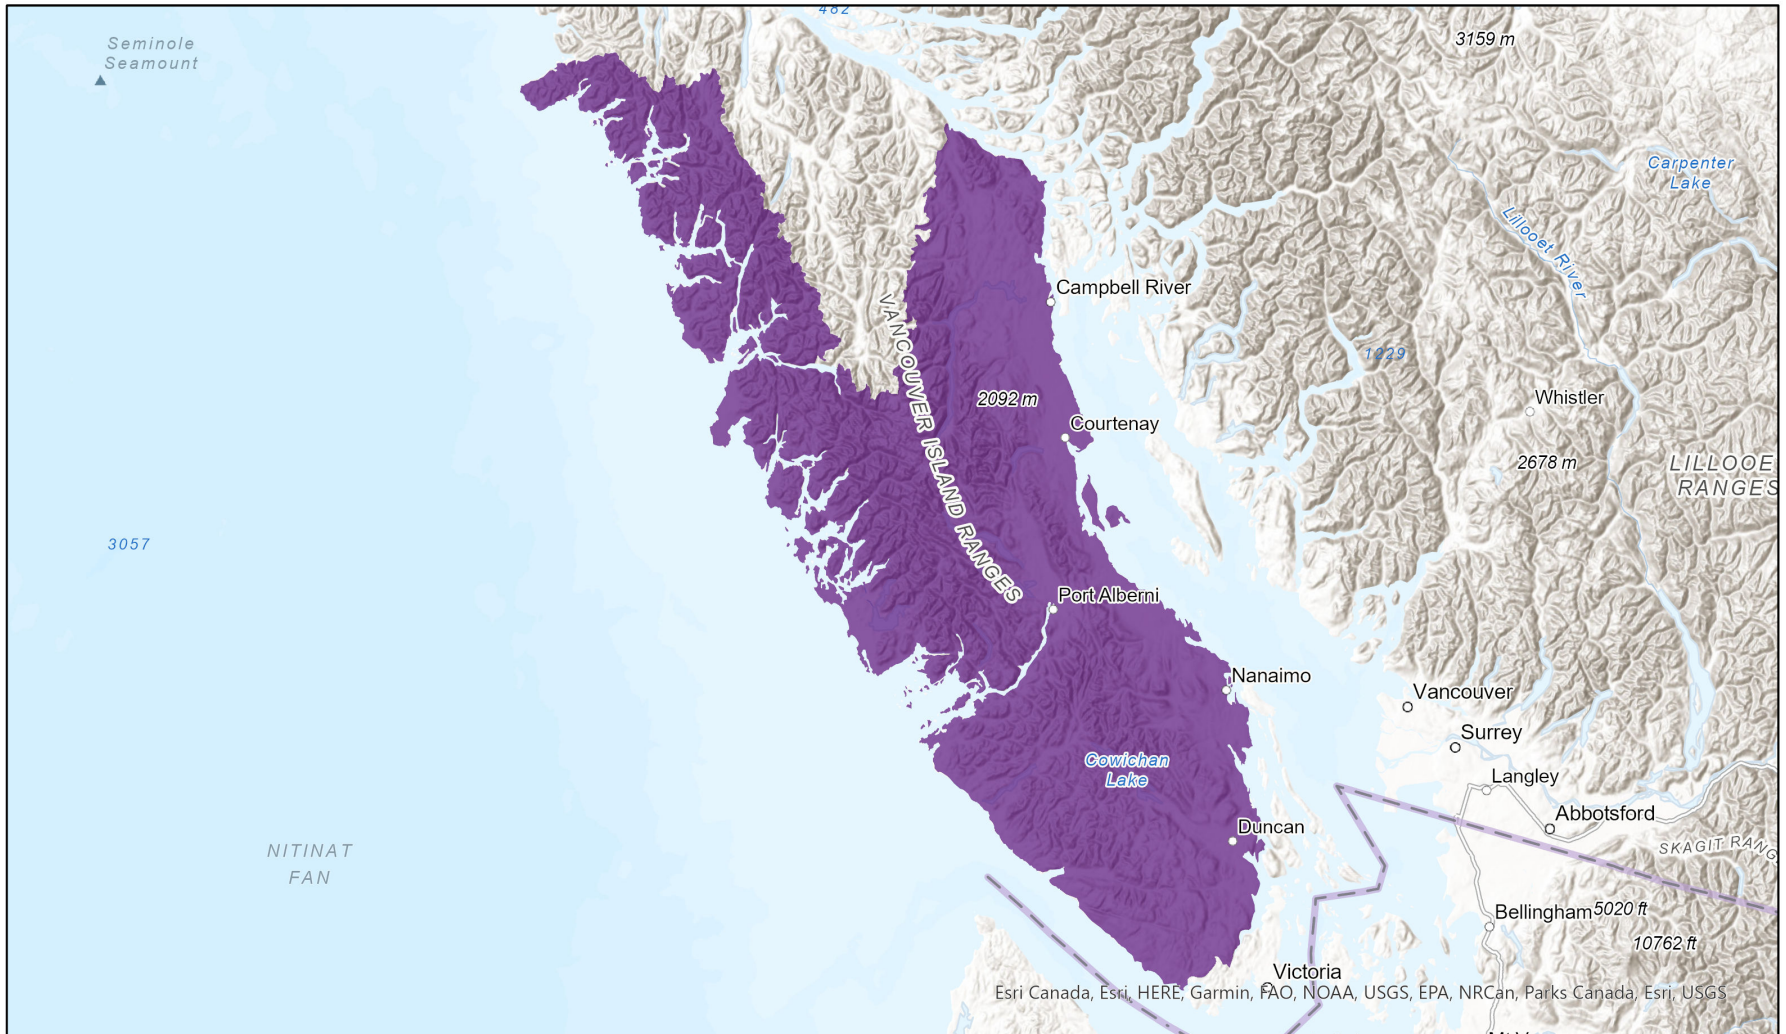 482
Seminole
Seamount
3159 m
Carpenter
Lake
Lillooet River
Campbell River
VANCOUVER ISLAND RANGES
1229
2092 m
Whistler
Courtenay
2678 m
LILLOOE
RANGES
3057
Port Alberni
Nanaimo
Vancouver
Surrey
Cowichan
Lake
Langley
Abbotsford
Duncan
SKAGIT RANG
NITINAT
FAN
Bellingham
5020 ft
10762 ft
Victoria
Esri Canada, Esri, HERE, Garmin, FAO, NOAA, USGS, EPA, NRCan, Parks Canada, Esri, USGS